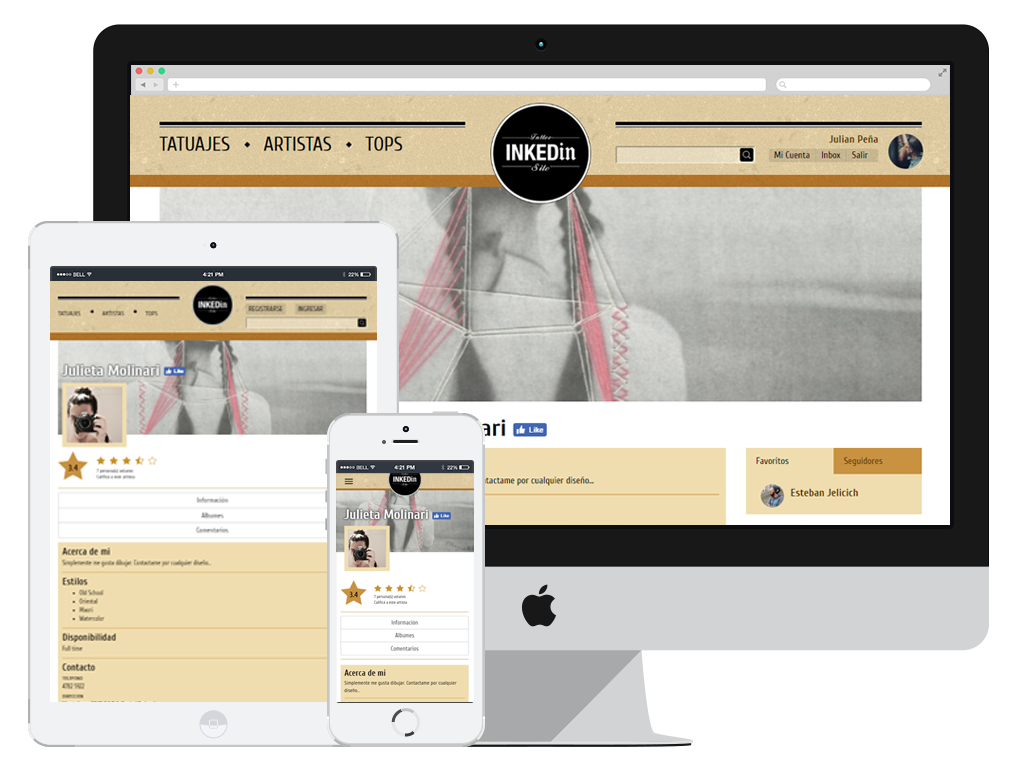 TATUAJES ♦ ARTISTAS ♦ TOPS
Tattoo
INKEDin
Site
Julian Peña
Mi Cuenta Inbox Salir
ari Like
ntactame por cualquier diseño...
Favoritos Seguidores
Esteban Jelicich
BELL 4:21 PM 22%
TATUAJES ♦ ARTISTAS ♦ TOPS
INKEDin
REGISTRARSE INGRESAR
Julieta Molinari Like
3.4
7 persona(s) votaron
Califica a este artista
Información
Albumes
Comentarios
Acerca de mi
Simplemente me gusta dibujar. Contactame por cualquier diseño...
Estilos
• Old School
• Oriental
• Maori
• Watercolor
Disponibilidad
Full time
Contacto
TELEFONO
4782 1922
DIRECCION
BELL 4:21 PM 22%
INKEDin
Julieta Molinari Like
3.4
7 persona(s) votaron
Califica a este artista
Información
Albumes
Comentarios
Acerca de mi
Simplemente me gusta dibujar. Contactame por cualquier
diseño...